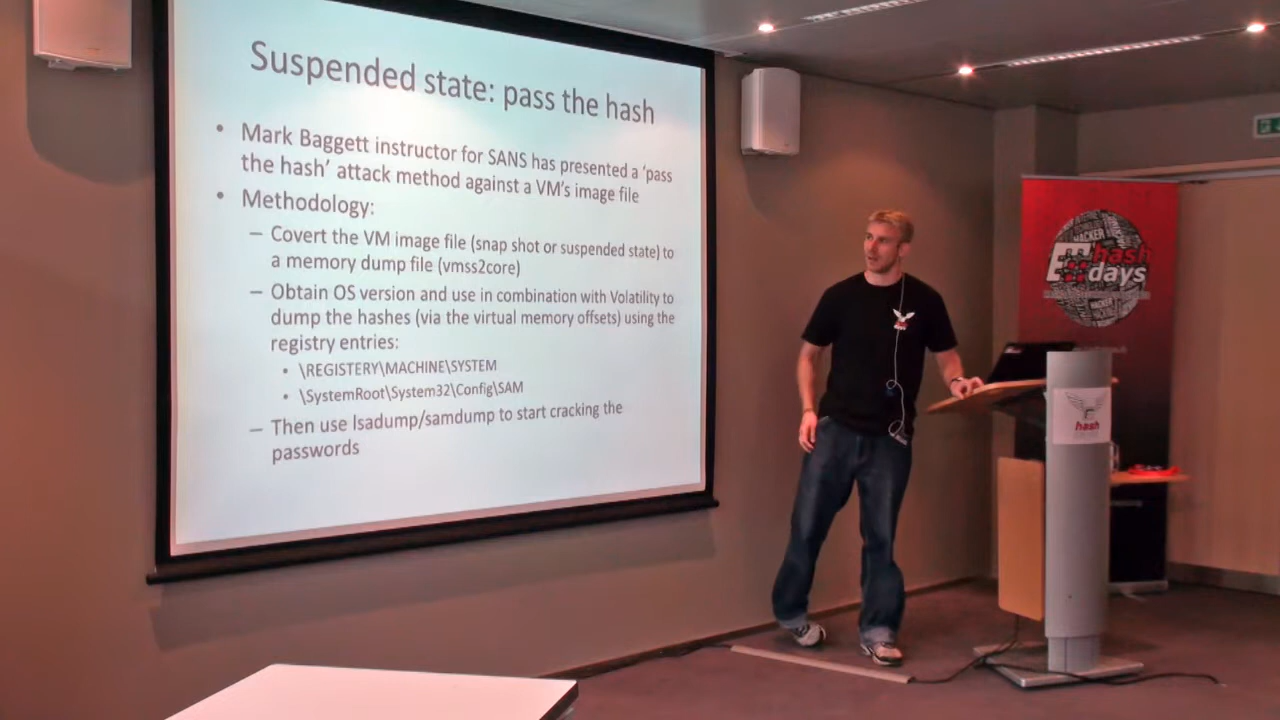 Suspended state: pass the hash
• Mark Baggett instructor for SANS has presented a ‘pass
the hash’ attack method against a VM’s image file
• Methodology:
– Covert the VM image file (snap shot or suspended state) to
a memory dump file (vmss2core)
– Obtain OS version and use in combination with Volatility to
dump the hashes (via the virtual memory offsets) using the
registry entries:
• \REGISTERY\MACHINE\SYSTEM
• \SystemRoot\System32\Config\SAM
– Then use lsadump/samdump to start cracking the
passwords
HACKER
hash
days
hash